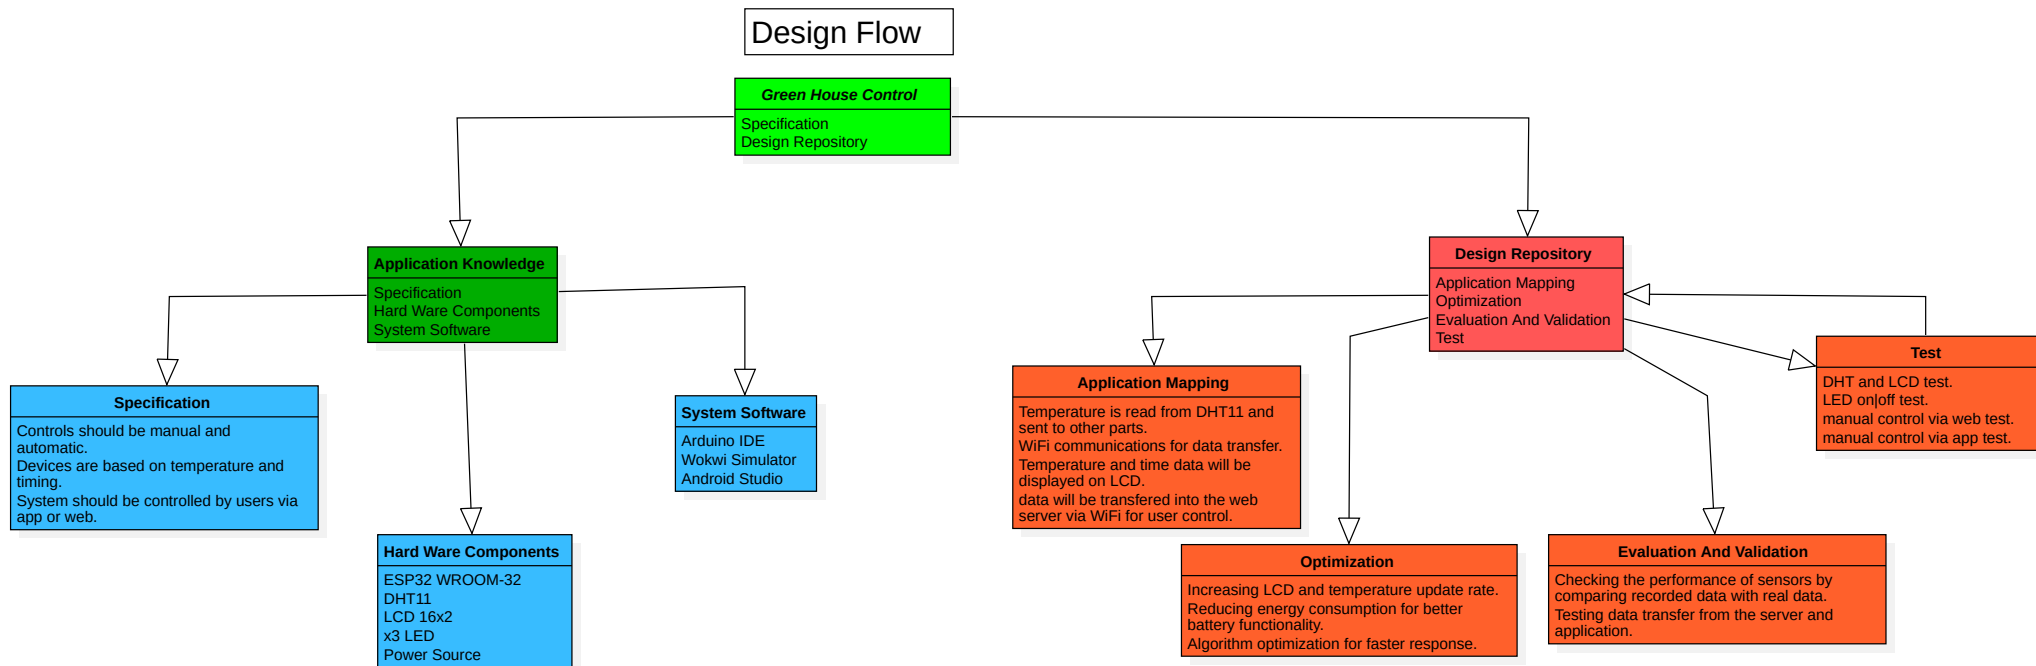 Design Flow
Green House Control
Specification
Design Repository
Application Knowledge
Specification
Hard Ware Components
System Software
Design Repository
Application Mapping
Optimization
Evaluation And Validation
Test
Specification
Controls should be manual and
automatic.
Devices are based on temperature and
timing.
System should be controlled by users via
app or web.
Hard Ware Components
ESP32 WROOM-32
DHT11
LCD 16x2
x3 LED
Power Source
System Software
Arduino IDE
Wokwi Simulator
Android Studio
Application Mapping
Temperature is read from DHT11 and
sent to other parts.
WiFi communications for data transfer.
Temperature and time data will be
displayed on LCD.
data will be transfered into the web
server via WiFi for user control.
Optimization
Increasing LCD and temperature update rate.
Reducing energy consumption for better
battery functionality.
Algorithm optimization for faster response.
Evaluation And Validation
Checking the performance of sensors by
comparing recorded data with real data.
Testing data transfer from the server and
application.
Test
DHT and LCD test.
LED on|off test.
manual control via web test.
manual control via app test.